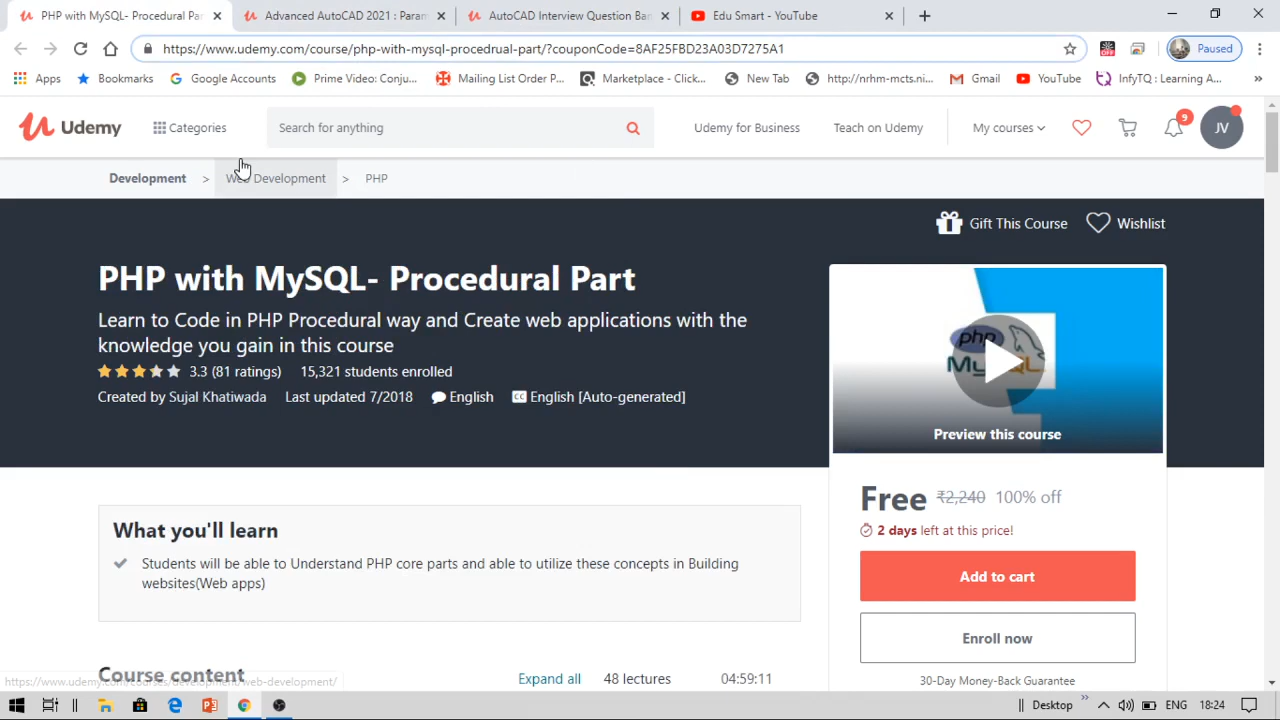 PHP with MySQL- Procedural Par
Advanced AutoCAD 2021 : Param
AutoCAD Interview Question Ban
Edu Smart - YouTube
https://www.udemy.com/course/php-with-mysql-procedrual-part/?couponCode=8AF25FBD23A03D7275A1
OFF
Paused
Apps
Bookmarks
Google Accounts
Prime Video: Conju...
Mailing List Order P...
Marketplace - Click...
New Tab
http://nrhm-mcts.ni...
Gmail
YouTube
InfyTQ : Learning A...
»
Udemy
Categories
Search for anything
Udemy for Business
Teach on Udemy
My courses
9
JV
Development > Web Development > PHP
Gift This Course
Wishlist
PHP with MySQL- Procedural Part
Learn to Code in PHP Procedural way and Create web applications with the
knowledge you gain in this course
3.3 (81 ratings) 15,321 students enrolled
Created by Sujal Khatiwada Last updated 7/2018 English CC English [Auto-generated]
php
MySQL
Preview this course
Free ₹2,240 100% off
2 days left at this price!
Add to cart
Enroll now
30-Day Money-Back Guarantee
What you'll learn
Students will be able to Understand PHP core parts and able to utilize these concepts in Building
websites(Web apps)
Course content
Expand all 48 lectures 04:59:11
https://www.udemy.com/courses/development/web-development/
Desktop »
ENG
18:24